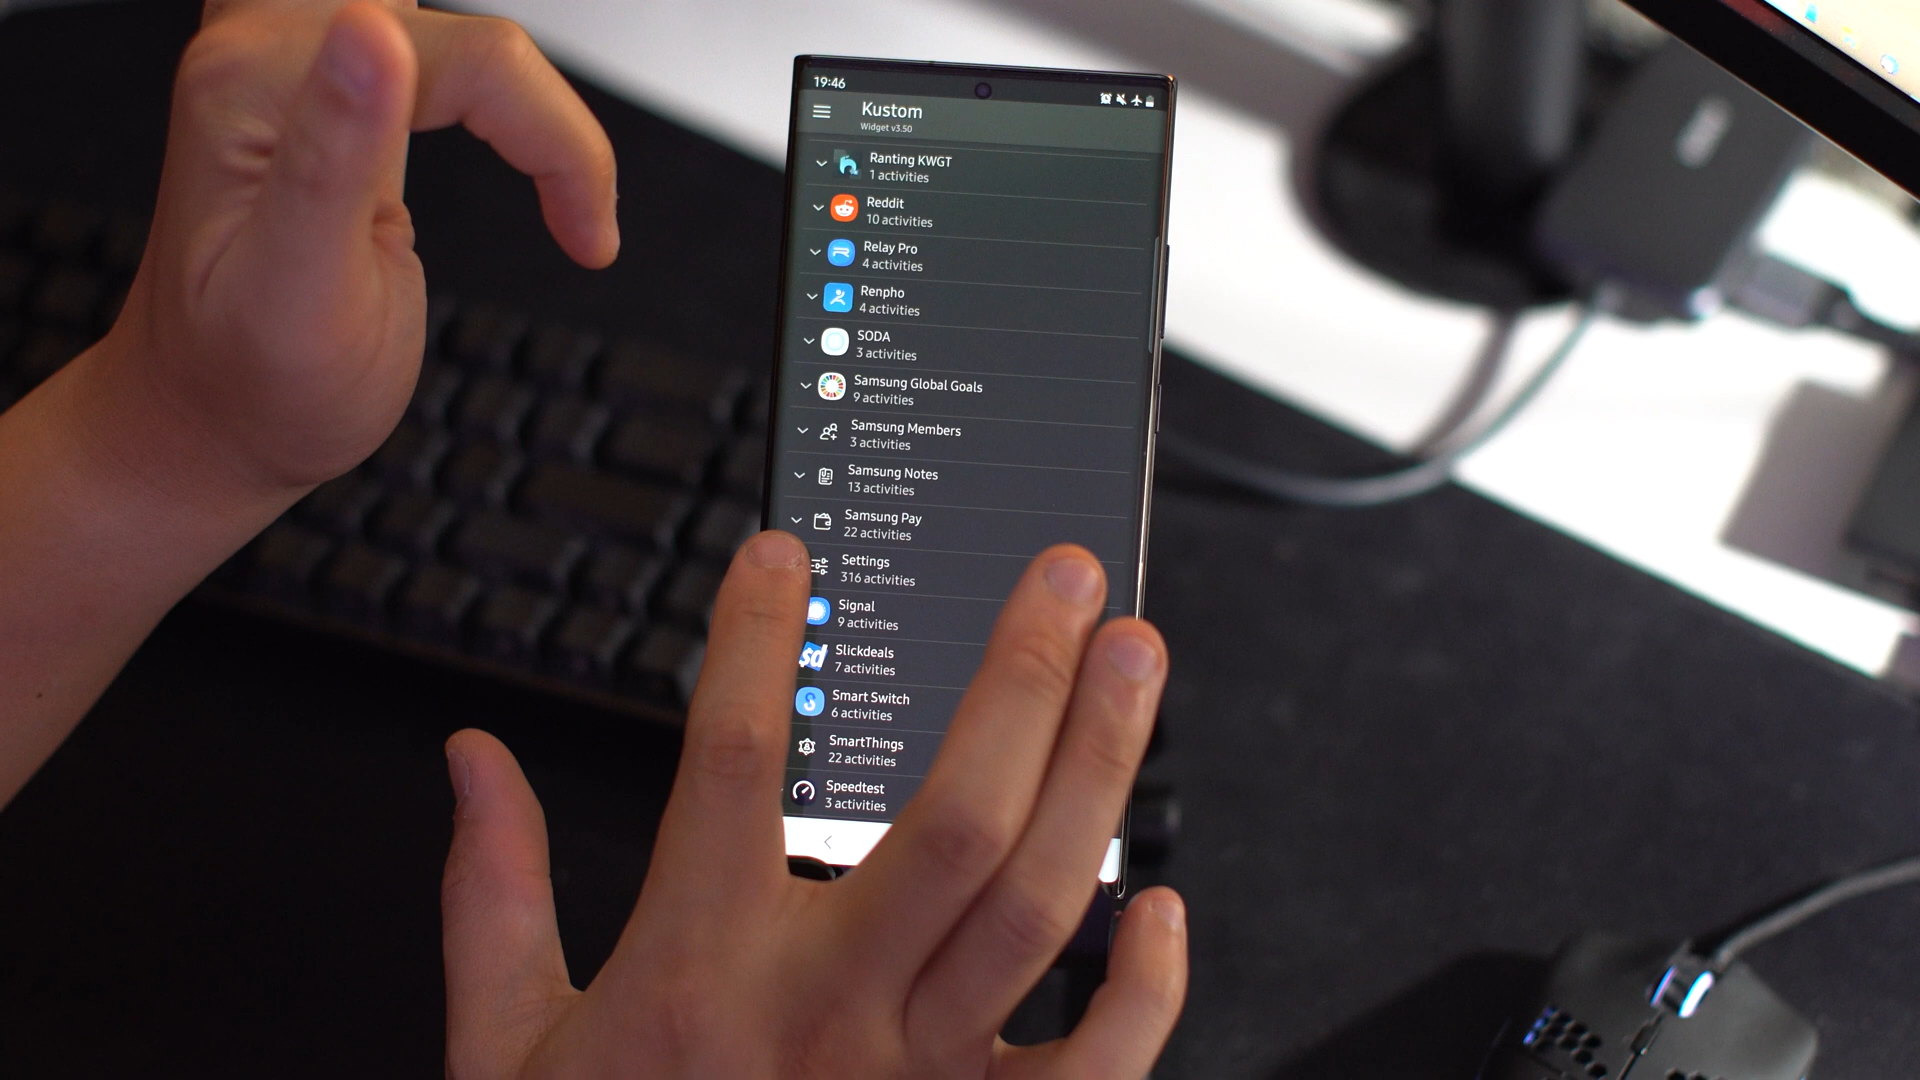 19:46
Kustom
Widget v3.50
Ranting KWGT
1 activities
Reddit
10 activities
Relay Pro
4 activities
Renpho
4 activities
SODA
3 activities
Samsung Global Goals
9 activities
Samsung Members
3 activities
Samsung Notes
13 activities
Samsung Pay
22 activities
Settings
316 activities
Signal
9 activities
sd
Slickdeals
7 activities
Smart Switch
6 activities
SmartThings
22 activities
Speedtest
3 activities